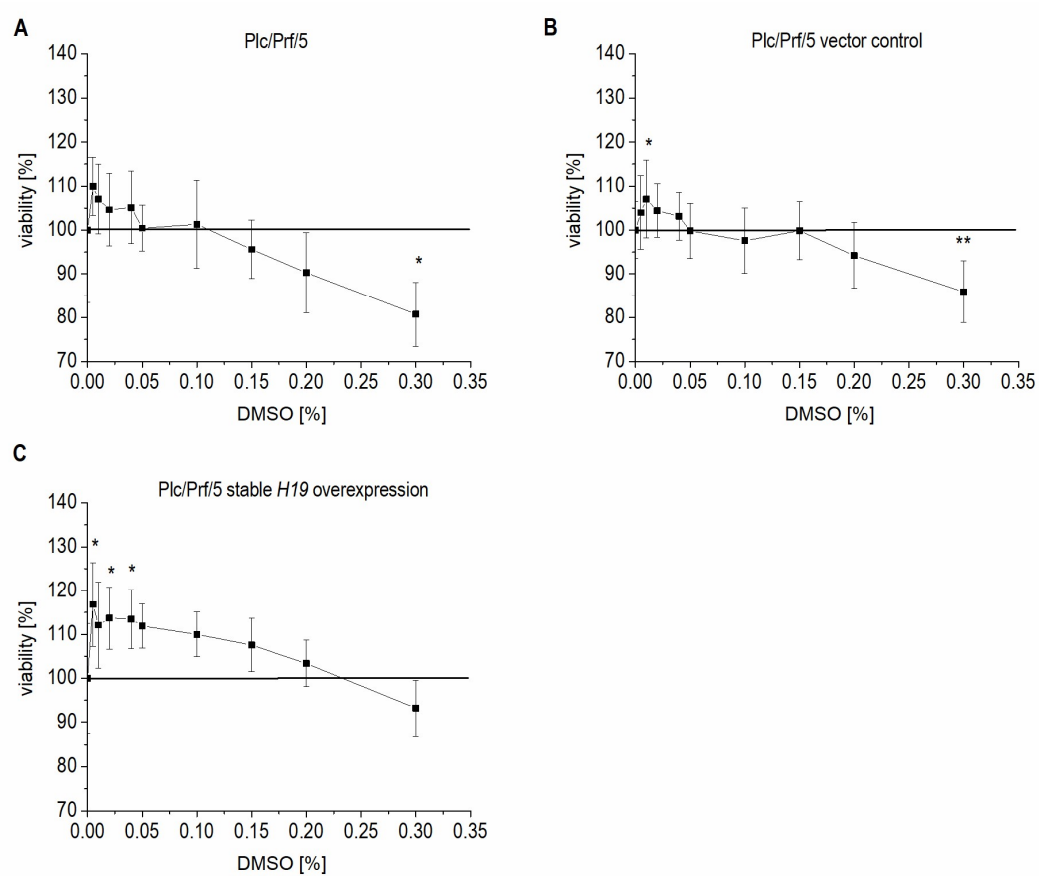 A
Plc/Prf/5
140
130
120
110
100
90
80
70
viability [%]
*
0.00 0.05 0.10 0.15 0.20 0.25 0.30 0.35
DMSO [%]
B
Plc/Prf/5 vector control
140
130
120
110
100
90
80
70
viability [%]
*
**
0.00 0.05 0.10 0.15 0.20 0.25 0.30 0.35
DMSO [%]
C
Plc/Prf/5 stable H19 overexpression
140
130
120
110
100
90
80
70
viability [%]
* * *
0.00 0.05 0.10 0.15 0.20 0.25 0.30 0.35
DMSO [%]